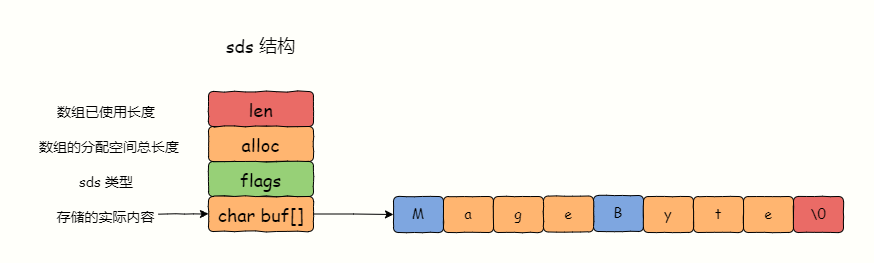 sds 结构
数组已使用长度
len
数组的分配空间总长度
alloc
sds 类型
flags
存储的实际内容
char buf[]
M a g e B y t e \0